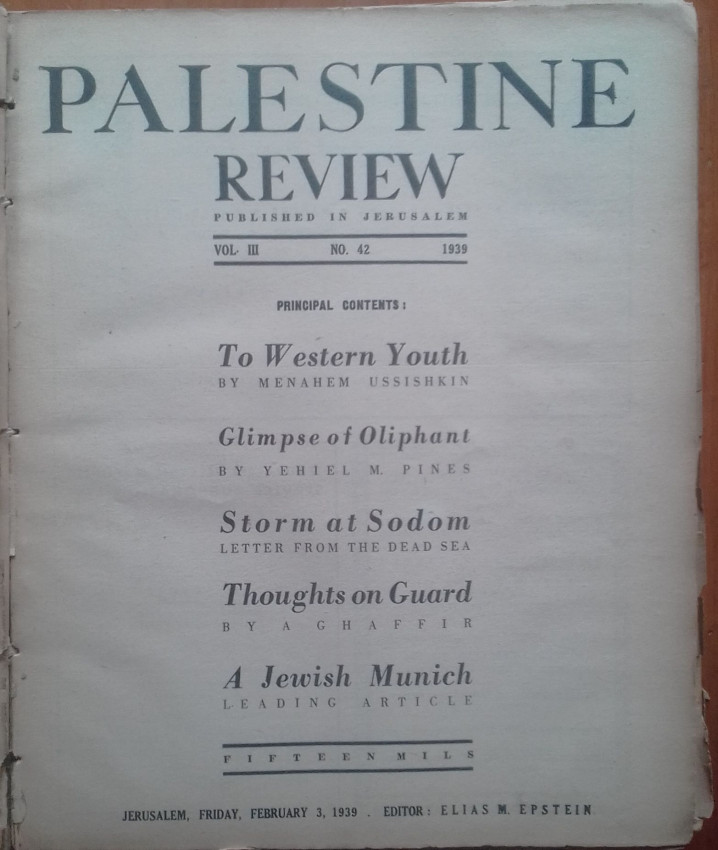 PALESTINE
REVIEW
PUBLISHED IN JERUSALEM
VOL· III NO. 42 1939
PRINCIPAL CONTENTS:
To Western Youth
BY MENAHEM USSISHKIN
Glimpse of Oliphant
BY YEHIEL M. PINES
Storm at Sodom
LETTER FROM THE DEAD SEA
Thoughts on Guard
BY A GHAFFIR
A Jewish Munich
LEADING ARTICLE
FIFTEEN MILS
JERUSALEM, FRIDAY, FEBRUARY 3, 1939 . EDITOR: ELIAS M. EPSTEIN